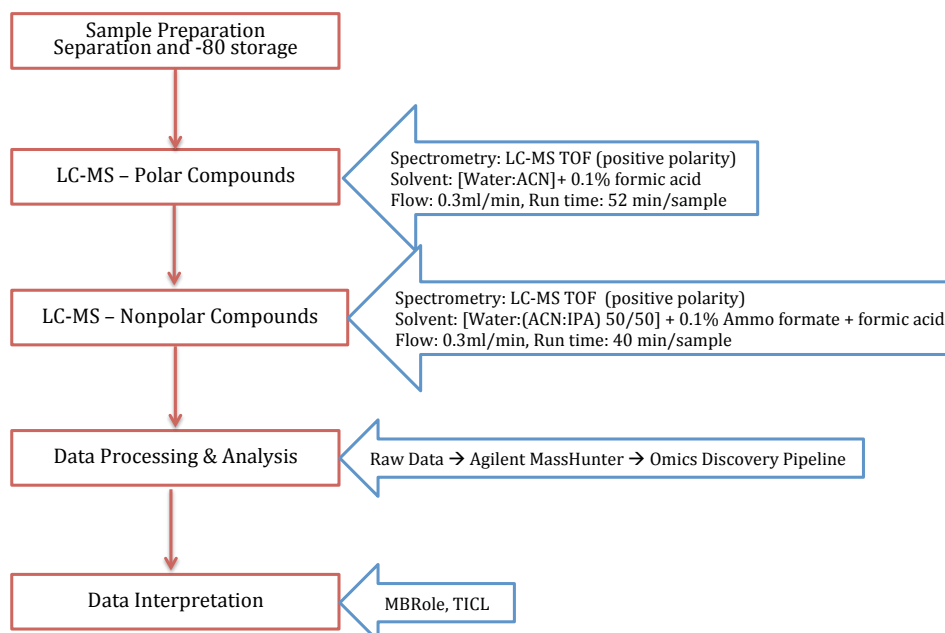 Sample Preparation
Separation and -80 storage
LC-MS – Polar Compounds
Spectrometry: LC-MS TOF (positive polarity)
Solvent: [Water:ACN]+ 0.1% formic acid
Flow: 0.3ml/min, Run time: 52 min/sample
LC-MS – Nonpolar Compounds
Spectrometry: LC-MS TOF  (positive polarity)
Solvent: [Water:(ACN:IPA) 50/50] + 0.1% Ammo formate + formic acid
Flow: 0.3ml/min, Run time: 40 min/sample
Data Processing & Analysis
Raw Data → Agilent MassHunter → Omics Discovery Pipeline
Data Interpretation
MBRole, TICL